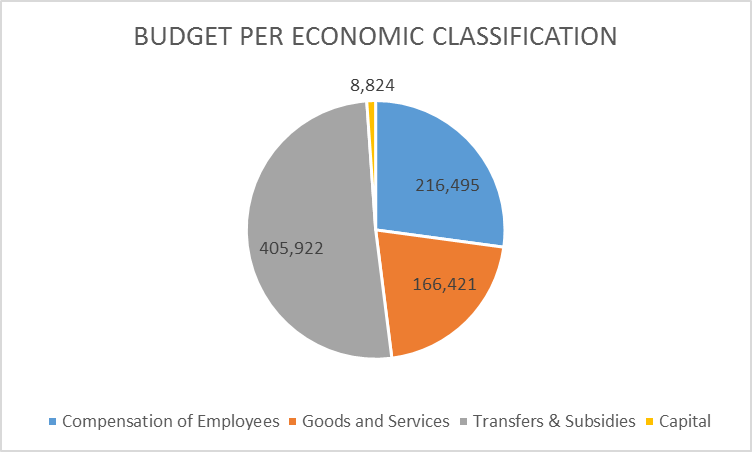 BUDGET PER ECONOMIC CLASSIFICATION
8,824
216,495
405,922
166,421
Compensation of Employees Goods and Services Transfers & Subsidies Capital